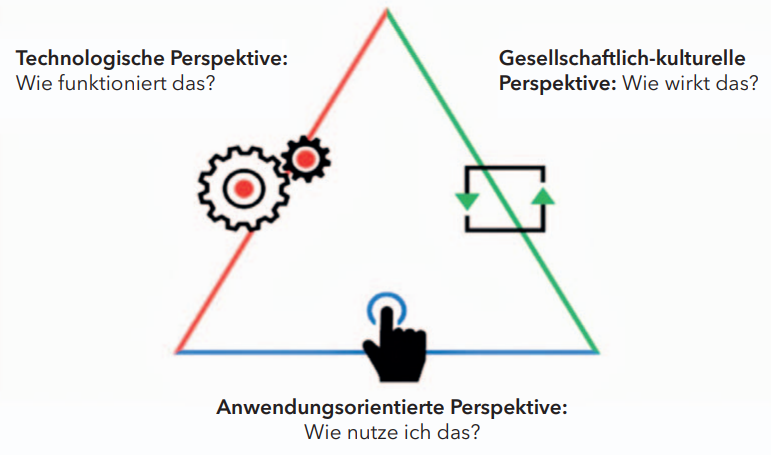 Technologische Perspektive:
Wie funktioniert das?
Gesellschaftlich-kulturelle
Perspektive: Wie wirkt das?
Anwendungsorientierte Perspektive:
Wie nutze ich das?